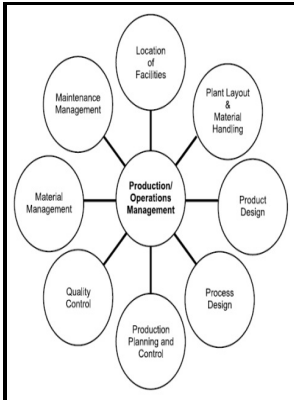 Location
of
Facilities
Plant Layout
&
Material
Handling
Product
Design
Process
Design
Production
Planning and
Control
Quality
Control
Material
Management
Maintenance
Management
Production/
Operations
Management